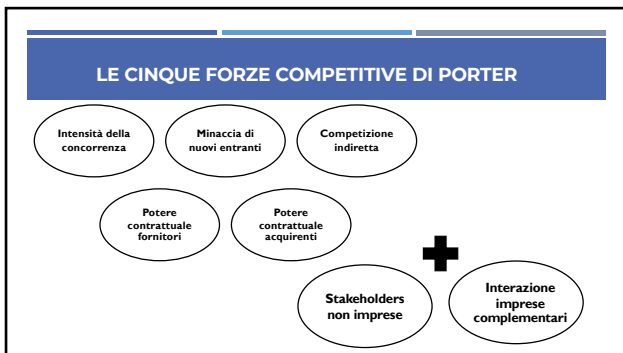 LE CINQUE FORZE COMPETITIVE DI PORTER
Intensità della
concorrenza
Minaccia di
nuovi entranti
Competizione
indiretta
Potere
contrattuale
fornitori
Potere
contrattuale
acquirenti
Stakeholders
non imprese
Interazione
imprese
complementari